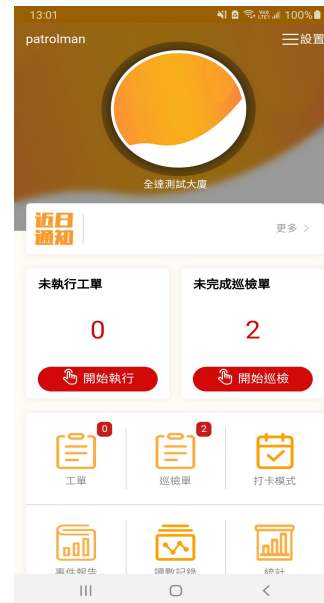 13:01 100%
patrolman 設置
全達測試大廈
近日
通知
更多
未執行工單 未完成巡檢單
0 2
開始執行 開始巡檢
0 2
工單 巡檢單 打卡模式
事件報告 讀數記錄 統計